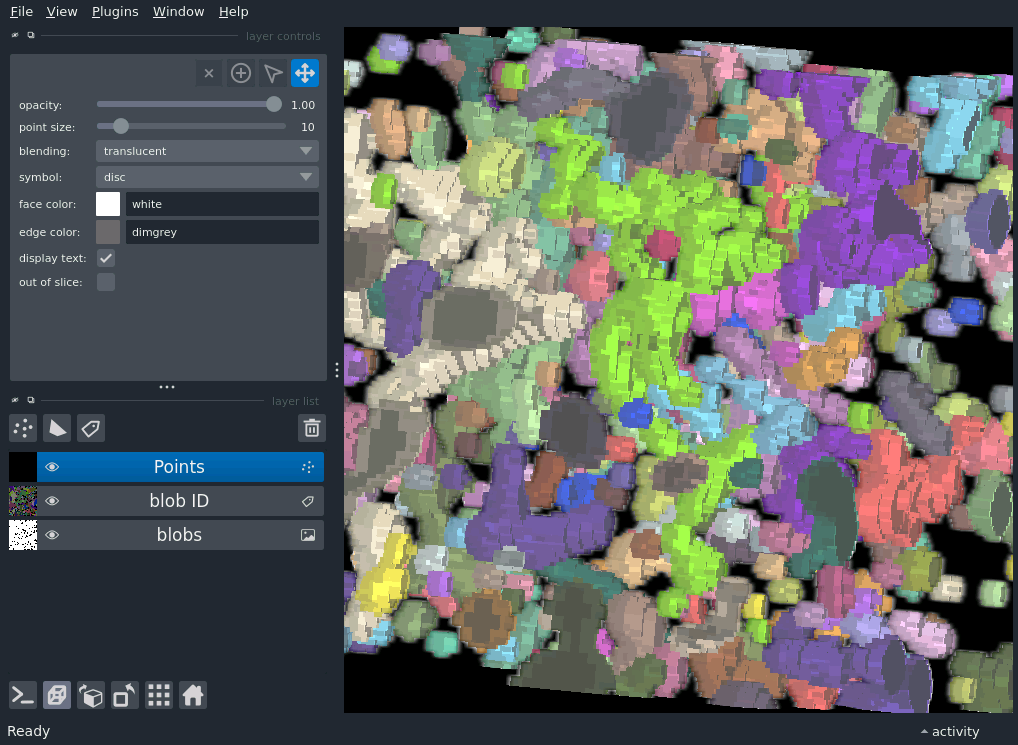 File View Plugins Window Help
layer controls
opacity: 1.00
point size: 10
blending: translucent
symbol: disc
face color: white
edge color: dimgrey
display text:
out of slice:
layer list
Points
blob ID
blobs
Ready
activity